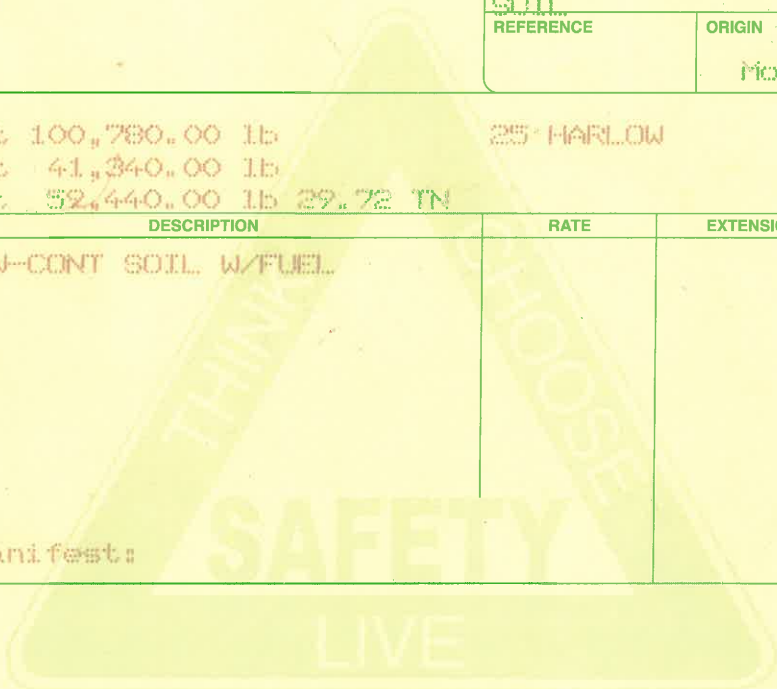 REFERENCE ORIGIN
Mo
100,780.00 lb 25 HARLOW
41,340.00 lb
59,440.00 lb 29.72 TN
DESCRIPTION RATE EXTENSI
W-CONT SOIL W/FUEL
THINK CHOOSE
SAFETY
anifest:
LIVE